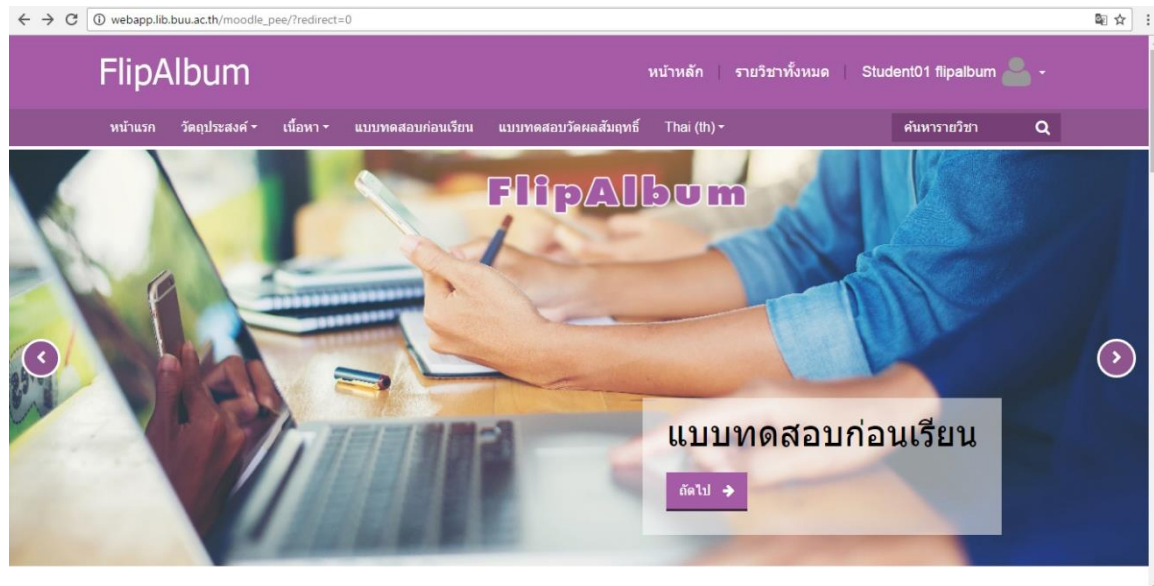 webapp.lib.buu.ac.th/moodle_pee/?redirect=0
FlipAlbum
หน้าหลัก | รายวิชาทั้งหมด | Student01 flipalbum
หน้าแรก วัตถุประสงค์ เนื้อหา แบบทดสอบก่อนเรียน แบบทดสอบวัดผลสัมฤทธิ์ Thai (th) ค้นหารายวิชา
FlipAlbum
แบบทดสอบก่อนเรียน
ถัดไป